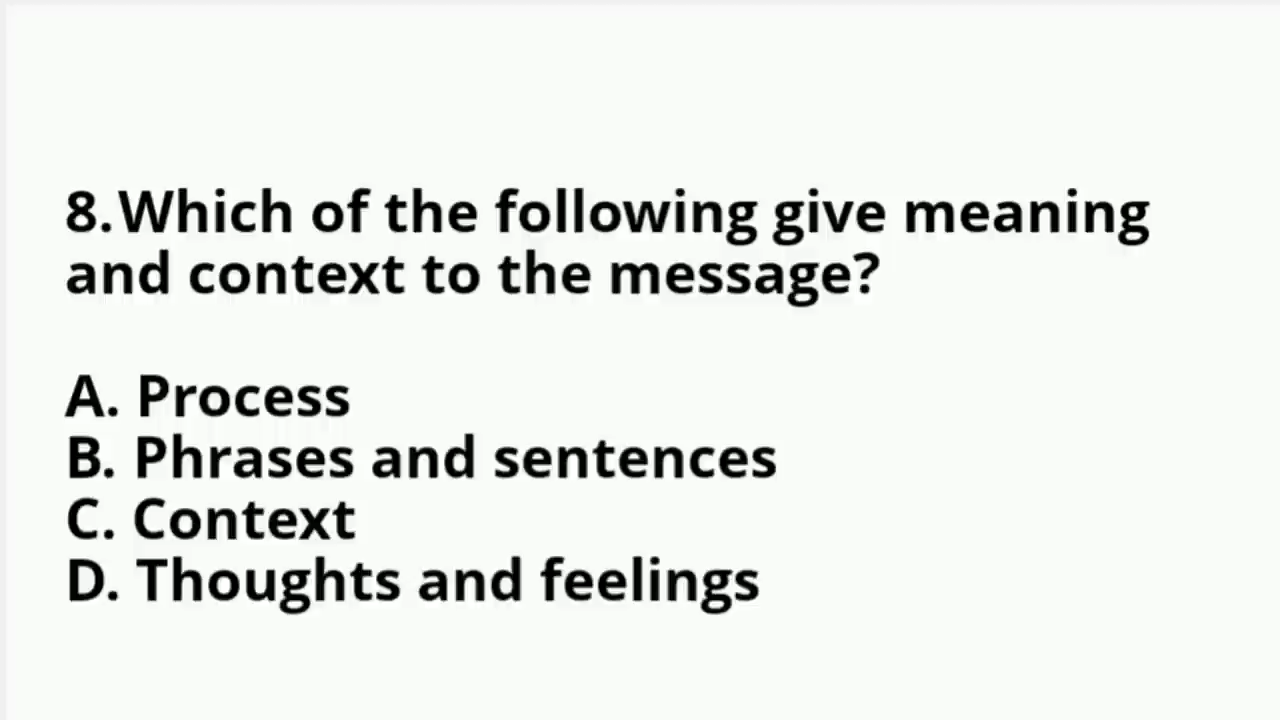 8.Which of the following give meaning
and context to the message?
A. Process
B. Phrases and sentences
C. Context
D. Thoughts and feelings